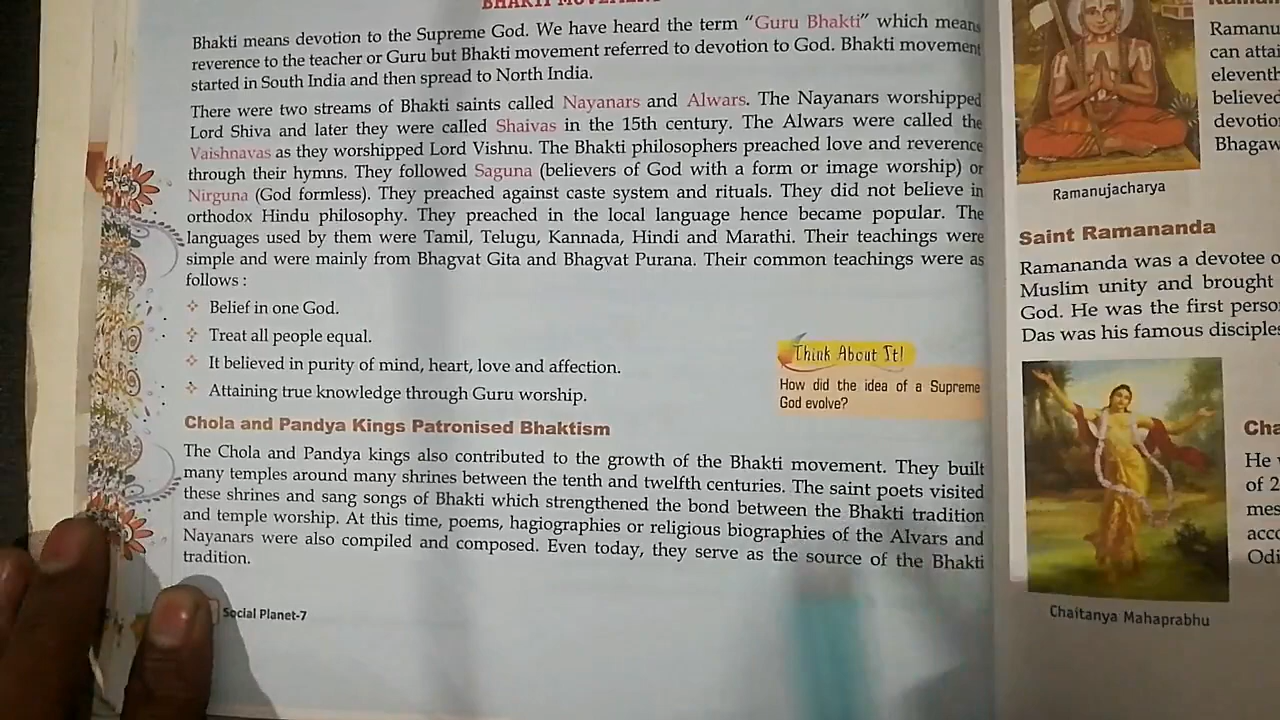 BHAKTI
Bhakti means devotion to the Supreme God. We have heard the term “Guru Bhakti” which means
reverence to the teacher or Guru but Bhakti movement referred to devotion to God. Bhakti movement
started in South India and then spread to North India.
There were two streams of Bhakti saints called Nayanars and Alwars. The Nayanars worshipped
Lord Shiva and later they were called Shaivas in the 15th century. The Alwars were called the
Vaishnavas as they worshipped Lord Vishnu. The Bhakti philosophers preached love and reverence
through their hymns. They followed Saguna (believers of God with a form or image worship) or
Nirguna (God formless). They preached against caste system and rituals. They did not believe in
orthodox Hindu philosophy. They preached in the local language hence became popular. The
languages used by them were Tamil, Telugu, Kannada, Hindi and Marathi. Their teachings were
simple and were mainly from Bhagvat Gita and Bhagvat Purana. Their common teachings were as
follows :
Belief in one God.
Treat all people equal.
It believed in purity of mind, heart, love and affection.
Attaining true knowledge through Guru worship.
Think About It!
How did the idea of a Supreme
God evolve?
Chola and Pandya Kings Patronised Bhaktism
The Chola and Pandya kings also contributed to the growth of the Bhakti movement. They built
many temples around many shrines between the tenth and twelfth centuries. The saint poets visited
these shrines and sang songs of Bhakti which strengthened the bond between the Bhakti tradition
and temple worship. At this time, poems, hagiographies or religious biographies of the Alvars and
Nayanars were also compiled and composed. Even today, they serve as the source of the Bhakti
tradition.
Social Planet-7
Ramanu
can attai
eleventh
believed
devotio
Bhagaw
Ramanujacharya
Saint Ramananda
Ramananda was a devotee o
Muslim unity and brought
God. He was the first perso
Das was his famous disciple
Cha
He
of 2
mes
acco
Odi
Chaitanya Mahaprabhu